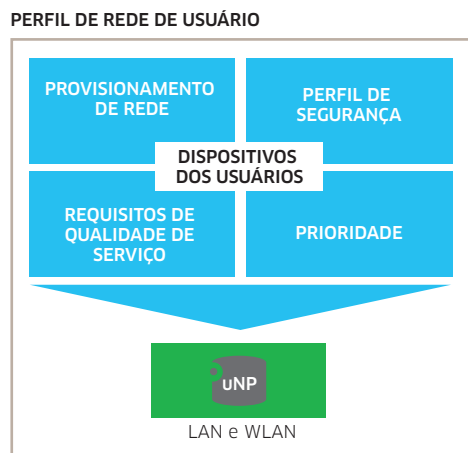 PERFIL DE REDE DE USUÁRIO
PROVISIONAMENTO
DE REDE
PERFIL DE
SEGURANÇA
DISPOSITIVOS
DOS USUÁRIOS
REQUISITOS DE
QUALIDADE DE
SERVIÇO
PRIORIDADE
uNP
LAN e WLAN